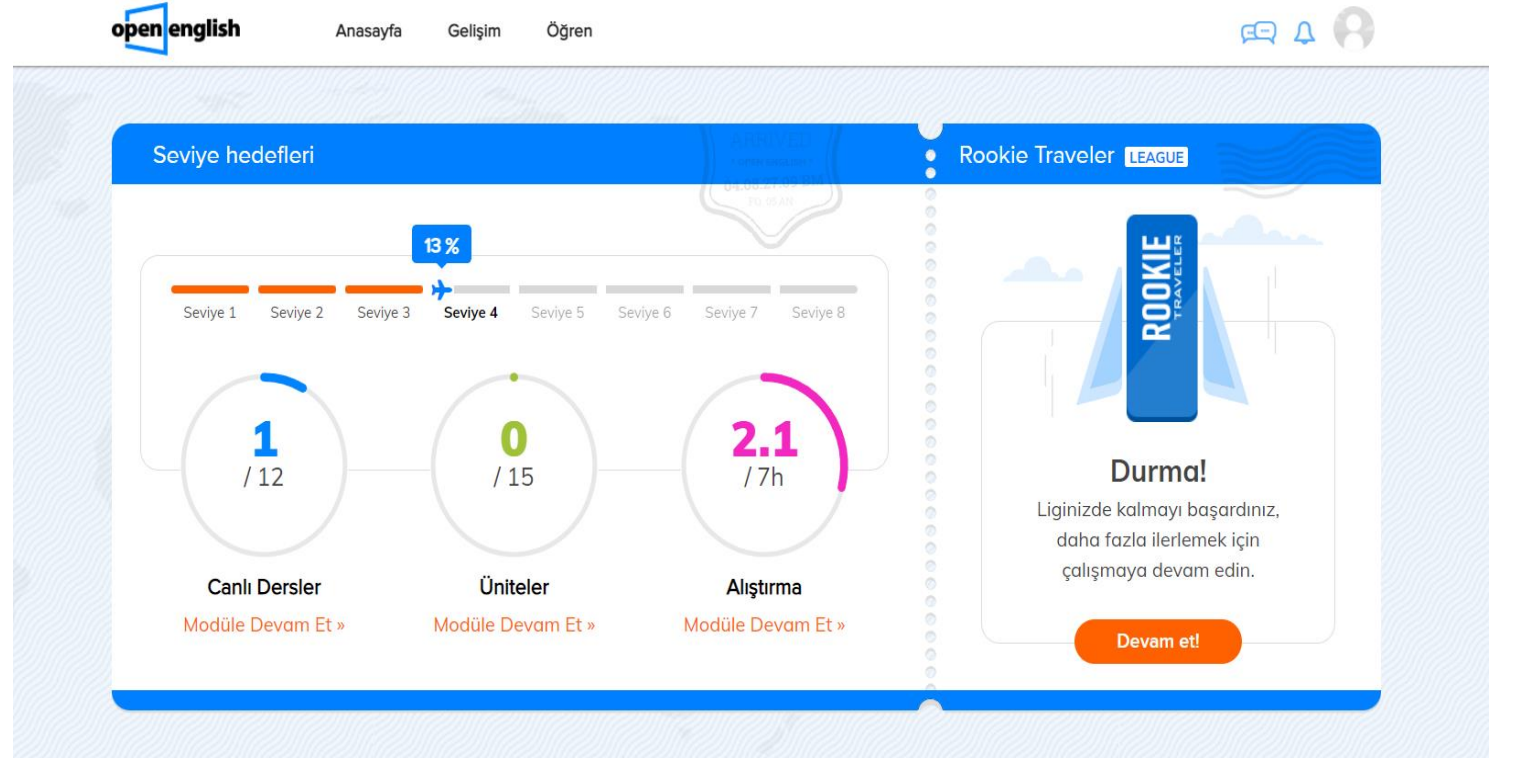 openenglish
Anasayfa Gelişim Öğren
Seviye hedefleri
ARRIVED
Rookie Traveler LEAGUE
13 %
Seviye 1 Seviye 2 Seviye 3 Seviye 4 Seviye 5 Seviye 6 Seviye 7 Seviye 8
1
/ 12
Canlı Dersler
Modüle Devam Et »
0
/ 15
Üniteler
Modüle Devam Et »
2.1
/ 7h
Alıştırma
Modüle Devam Et »
ROOKIE
TRAVELER
Durma!
Liginizde kalmayı başardınız,
daha fazla ilerlemek için
çalışmaya devam edin.
Devam et!